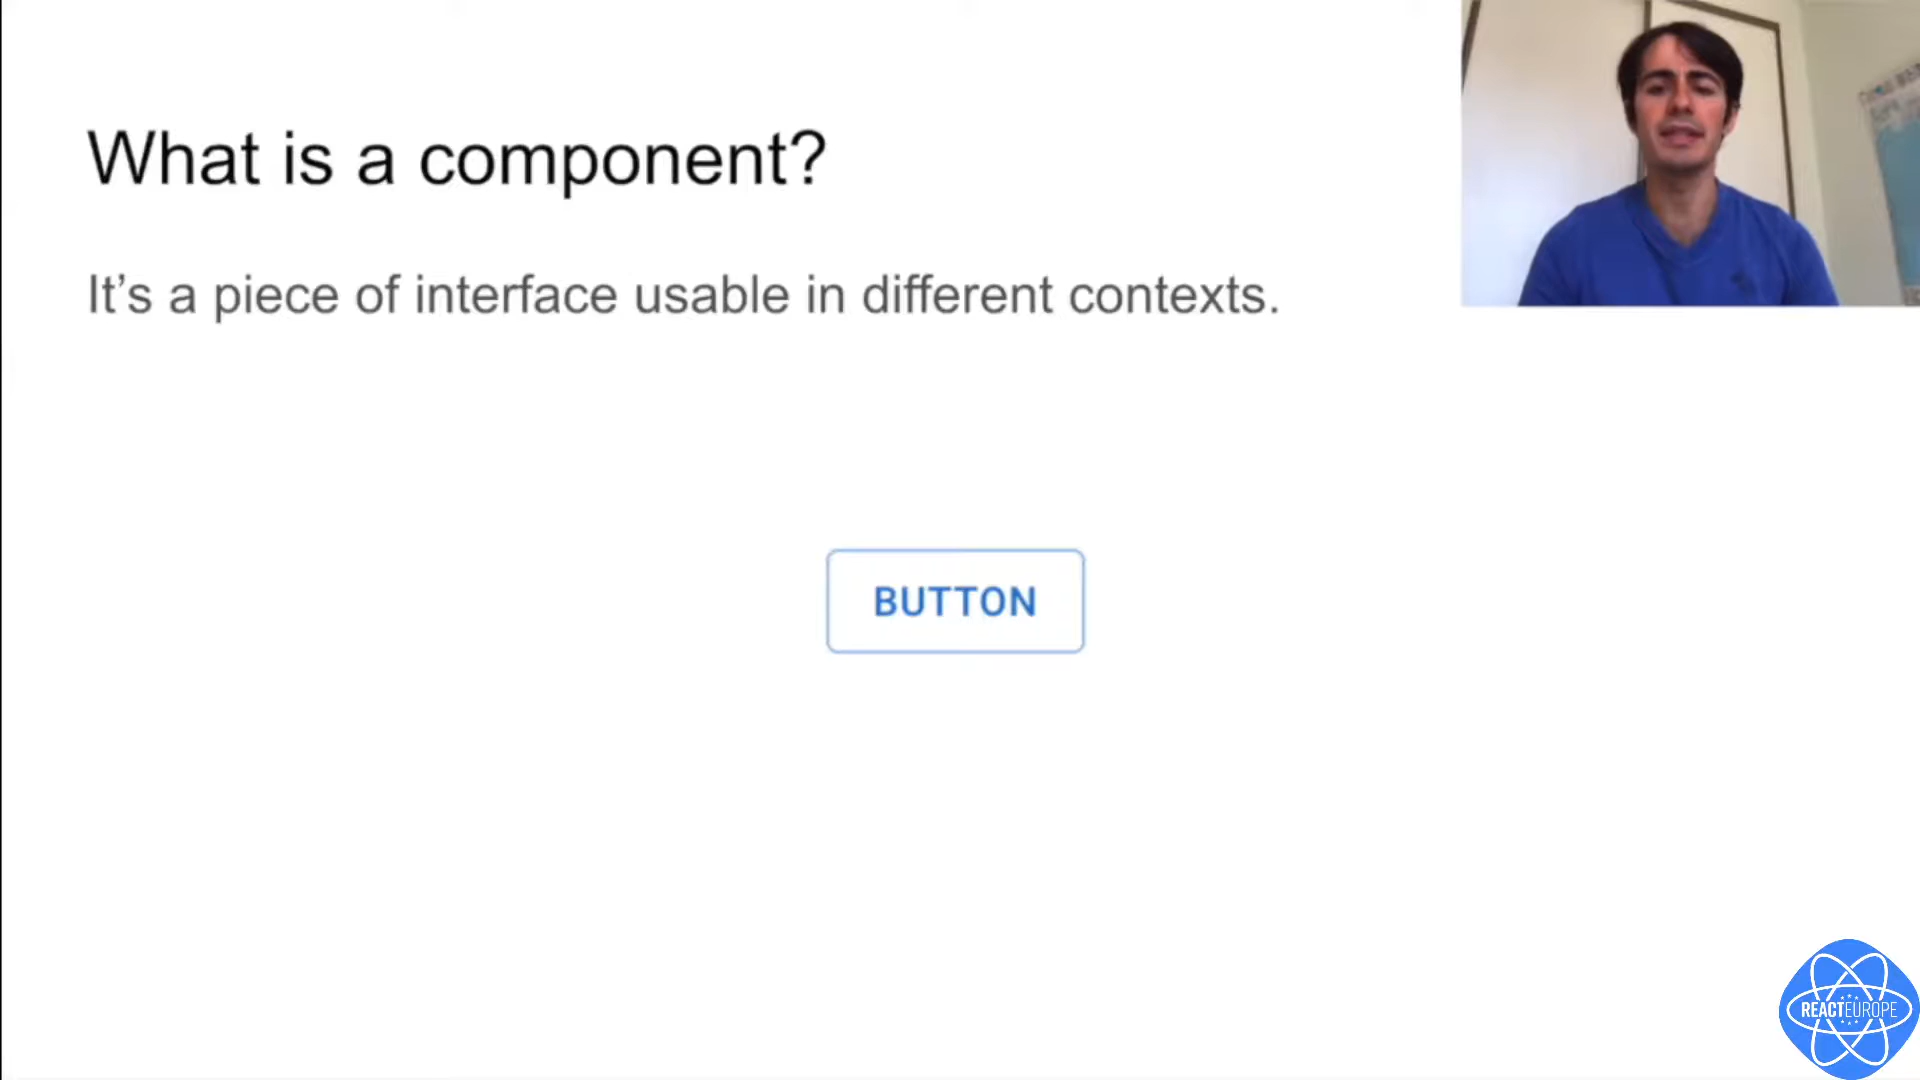 What is a component?
It’s a piece of interface usable in different contexts.
BUTTON
REACTEUROPE